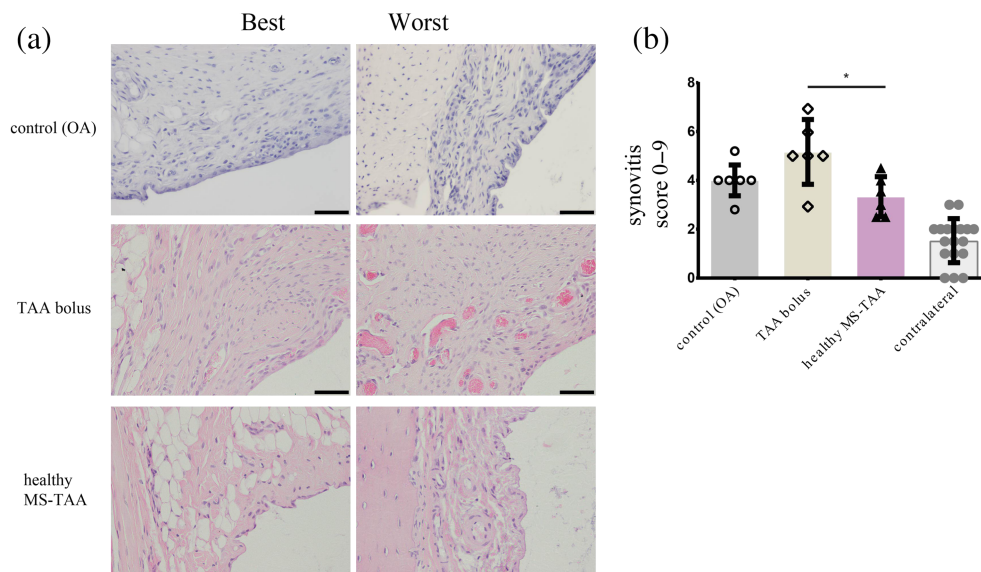 (a)
Best
Worst
control (OA)
TAA bolus
healthy
MS-TAA
(b)
synovitis
score 0–9
8
6
4
2
0
*
control (OA)
TAA bolus
healthy MS-TAA
contralateral